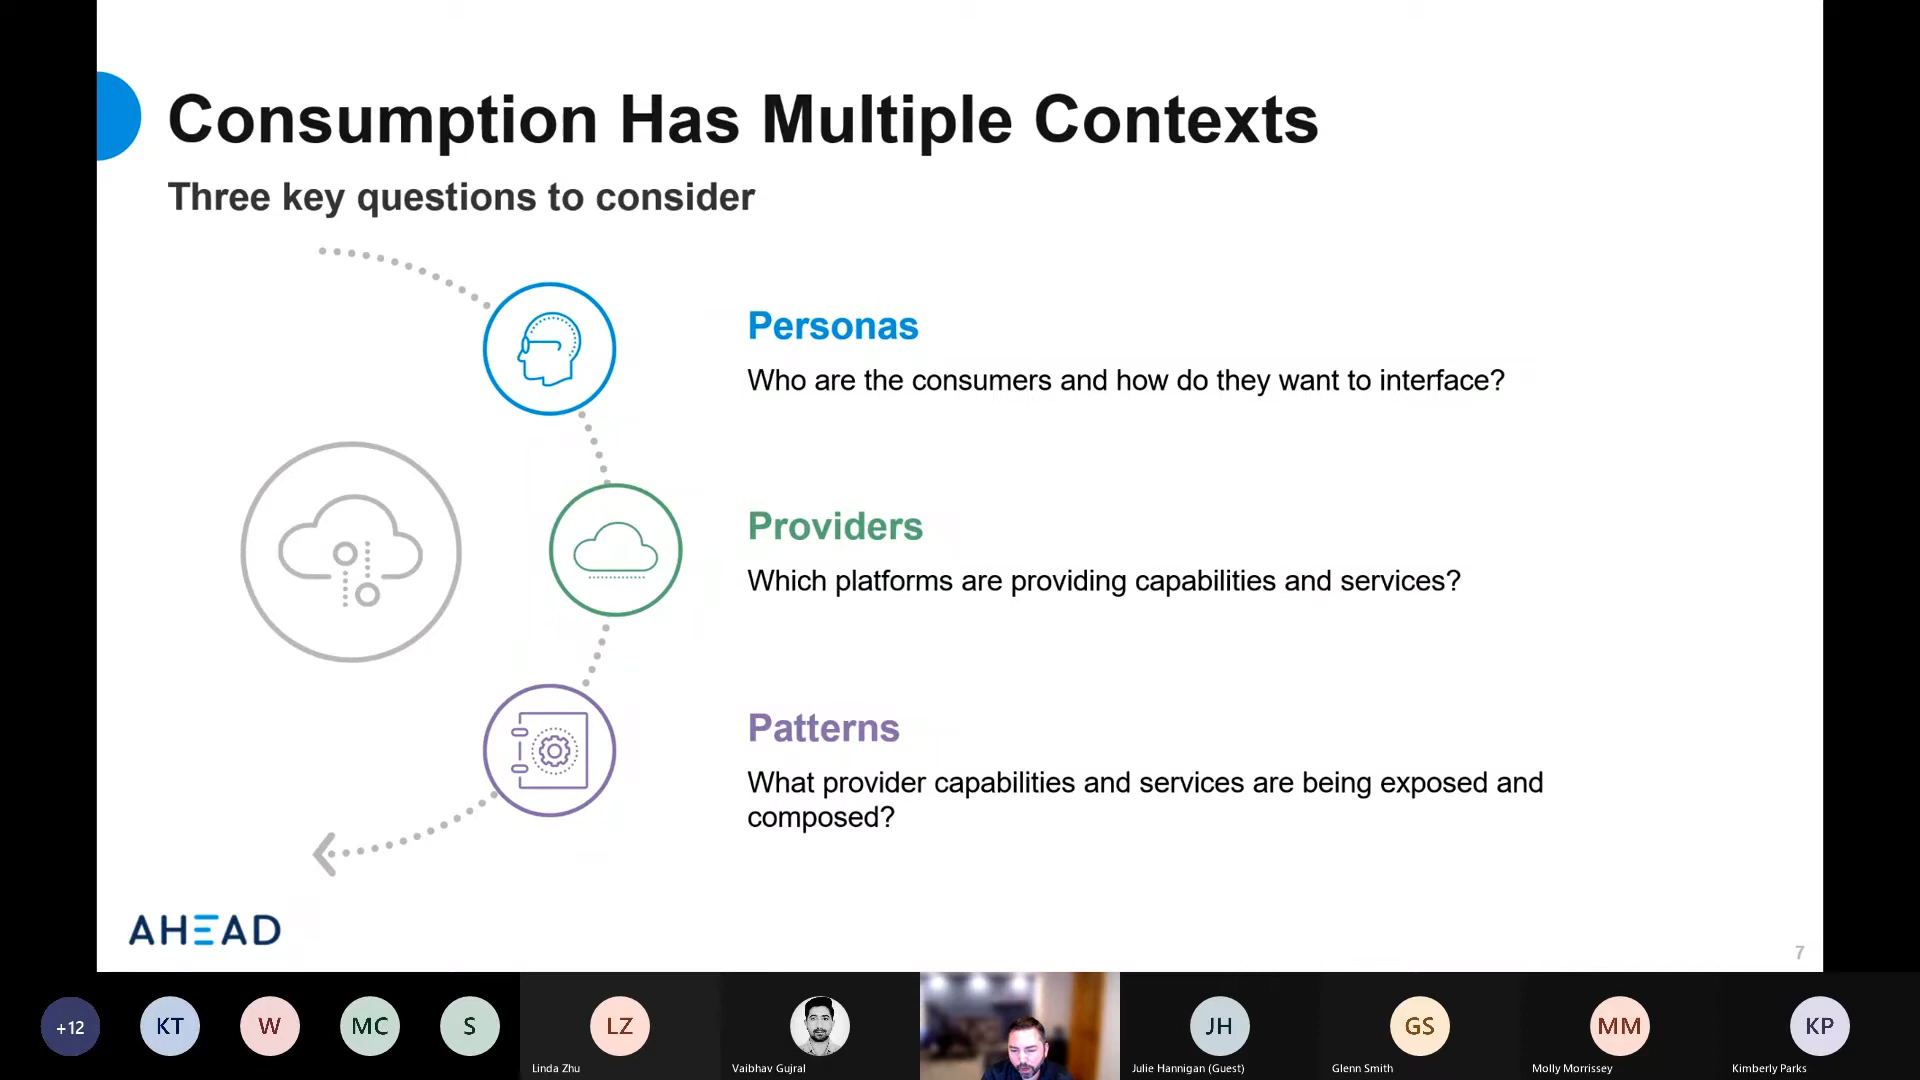 Consumption Has Multiple Contexts
Three key questions to consider
Personas
Who are the consumers and how do they want to interface?
Providers
Which platforms are providing capabilities and services?
Patterns
What provider capabilities and services are being exposed and
composed?
AHEAD
7
+12
KT
W
MC
S
LZ
Linda Zhu
Vaibhav Gujral
JH
Julie Hannigan (Guest)
GS
Glenn Smith
MM
Molly Morrissey
KP
Kimberly Parks